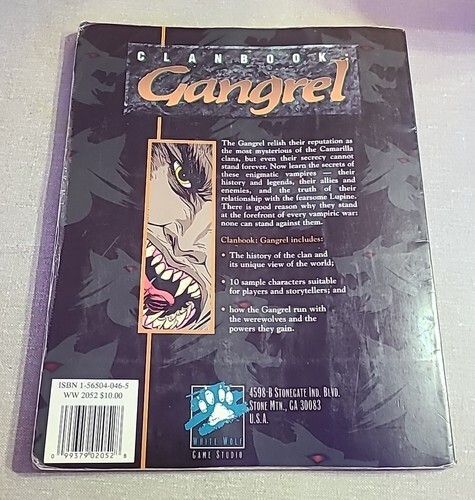 CLANBOOK:
Gangrel
The Gangrel relish their reputation as
the most mysterious of the Camarilla
clans, but even their secrecy cannot
stand forever. Now learn the secrets of
these enigmatic vampires — their
history and legends, their allies and
enemies, and the truth of their
relationship with the fearsome Lupine.
There is good reason why they stand
at the forefront of every vampiric war:
none can stand against them.
Clanbook: Gangrel includes:
• The history of the clan and
its unique view of the world;
• 10 sample characters suitable
for players and storytellers; and
• how the Gangrel run with
the werewolves and the
powers they gain.
ISBN 1-56504-046-5
WW 2052 $10.00
0 99379 02052 8
WHITE WOLF
GAME STUDIO
4598-B STONEGATE IND. BLVD.
STONE MTN., GA 30083
U.S.A.